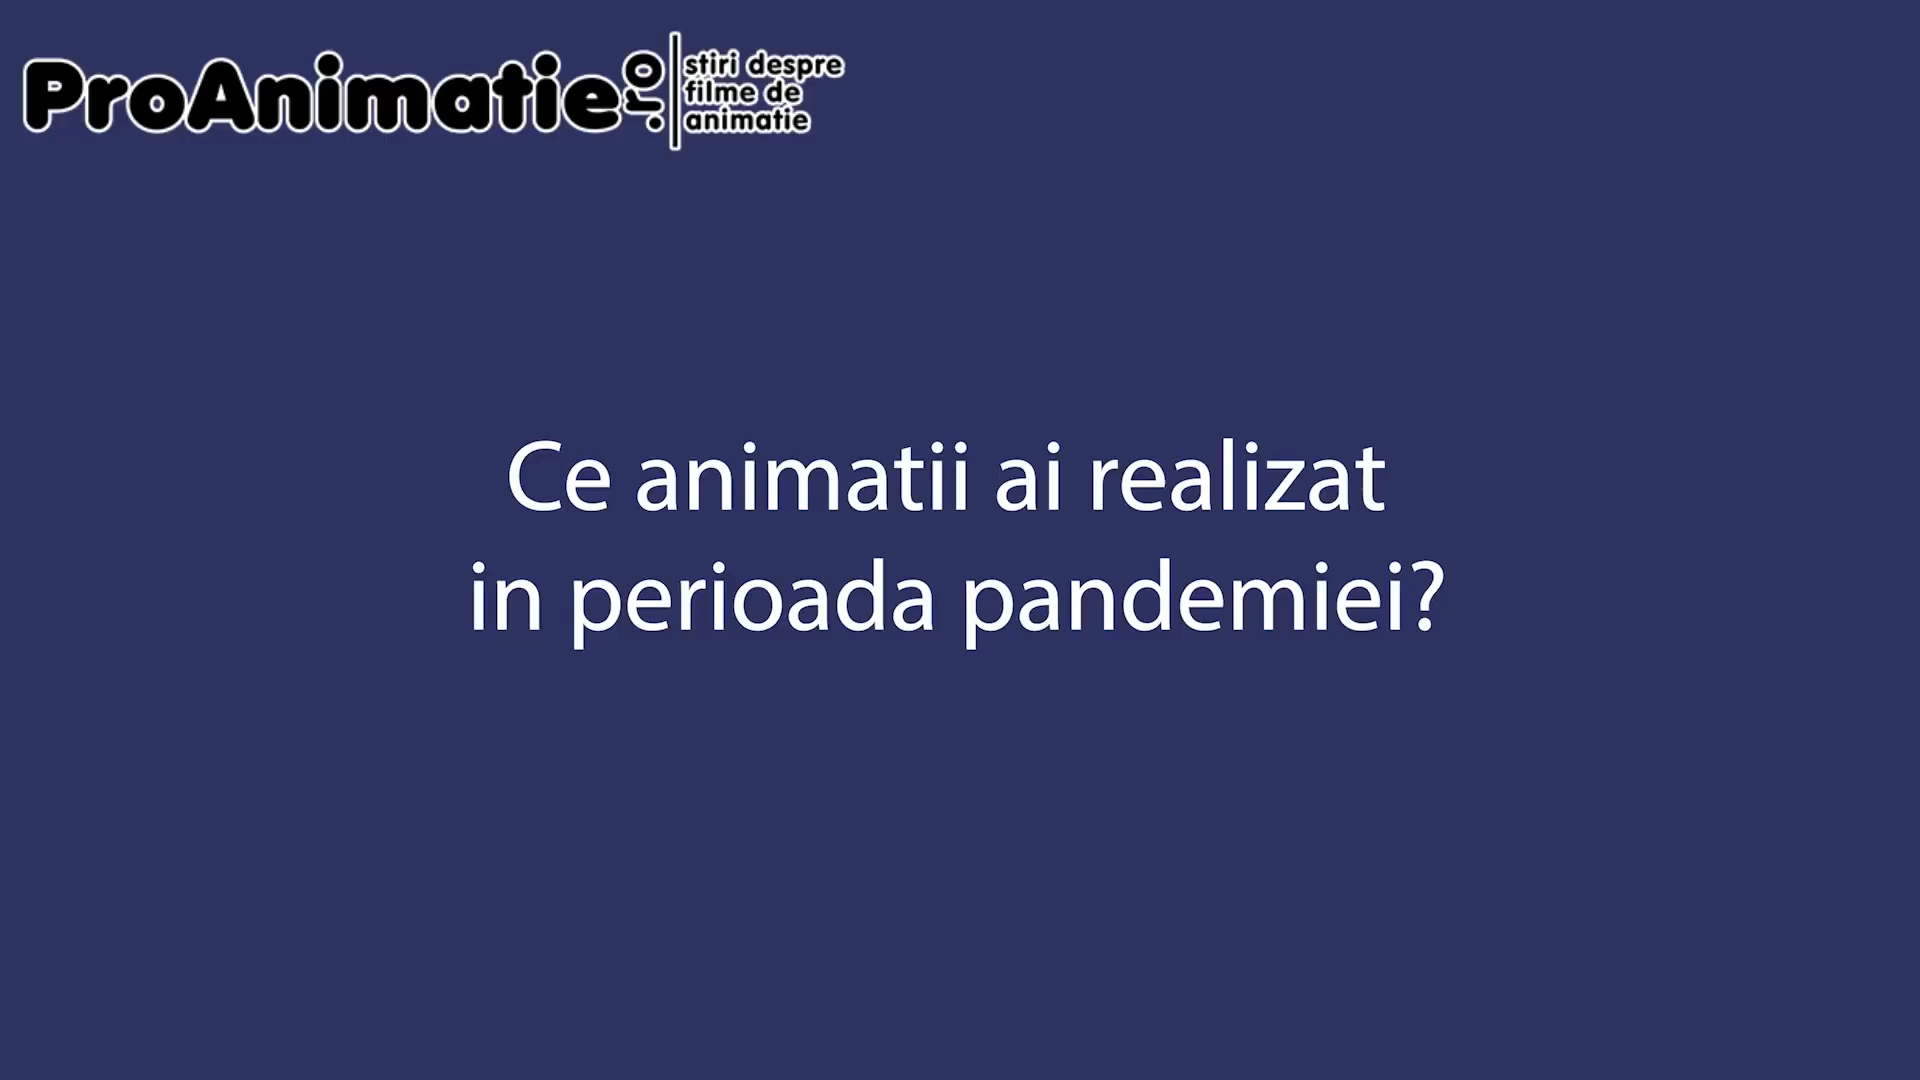 ProAnimatie.ro
stiri despre
filme de
animatie
Ce animatii ai realizat
in perioada pandemiei?